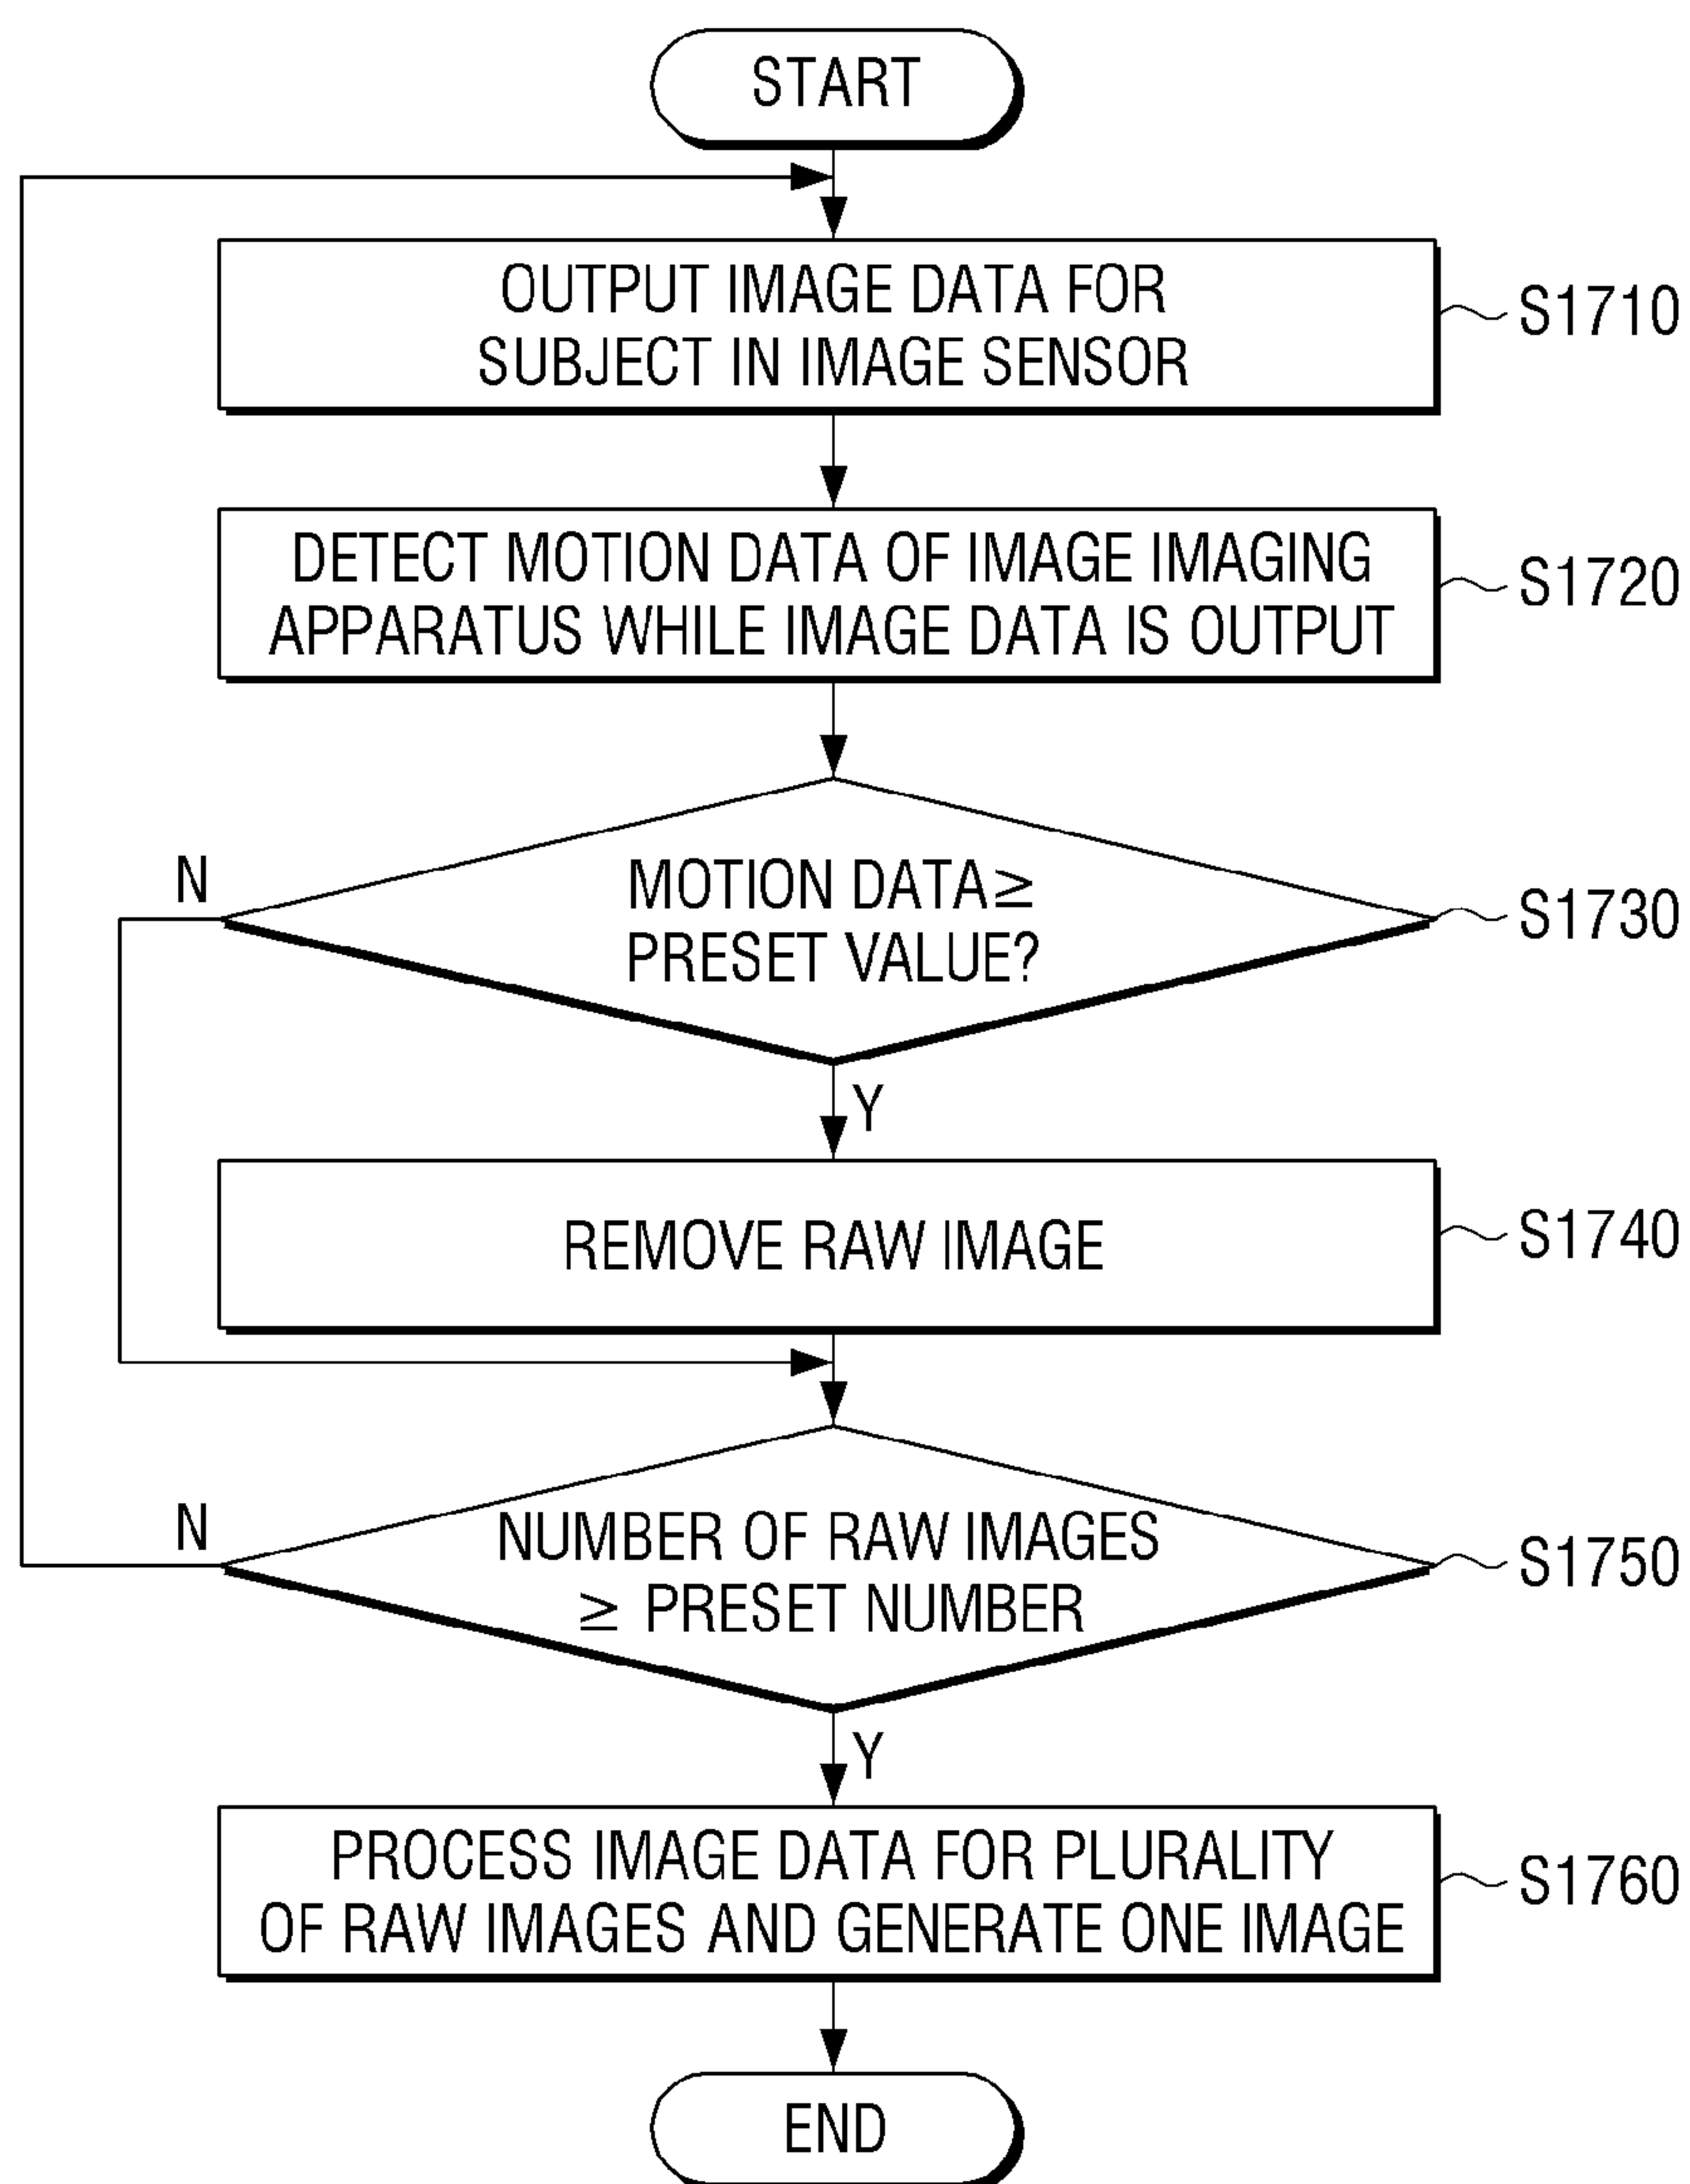 START
OUTPUT IMAGE DATA FOR
SUBJECT IN IMAGE SENSOR
S1710
DETECT MOTION DATA OF IMAGE IMAGING
APPARATUS WHILE IMAGE DATA IS OUTPUT
S1720
MOTION DATA≥
PRESET VALUE?
S1730
N
Y
REMOVE RAW IMAGE
S1740
NUMBER OF RAW IMAGES
≥ PRESET NUMBER
S1750
N
Y
PROCESS IMAGE DATA FOR PLURALITY
OF RAW IMAGES AND GENERATE ONE IMAGE
S1760
END